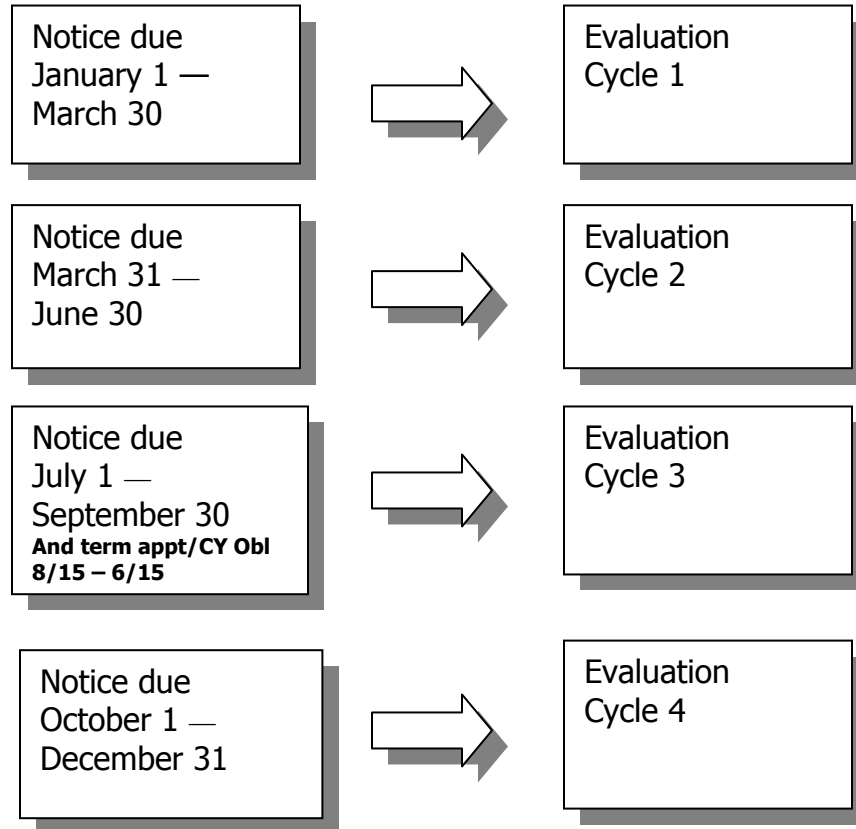 Notice due
January 1 —
March 30
Evaluation
Cycle 1
Notice due
March 31 —
June 30
Evaluation
Cycle 2
Notice due
July 1 —
September 30
And term appt/CY Obl
8/15 – 6/15
Evaluation
Cycle 3
Notice due
October 1 —
December 31
Evaluation
Cycle 4